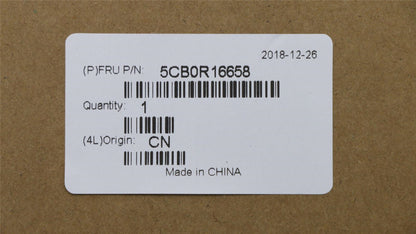 2018-12-26
(P)FRU P/N: 5CB0R16658
Quantity: 1
(4L)Origin: CN
Made in CHINA